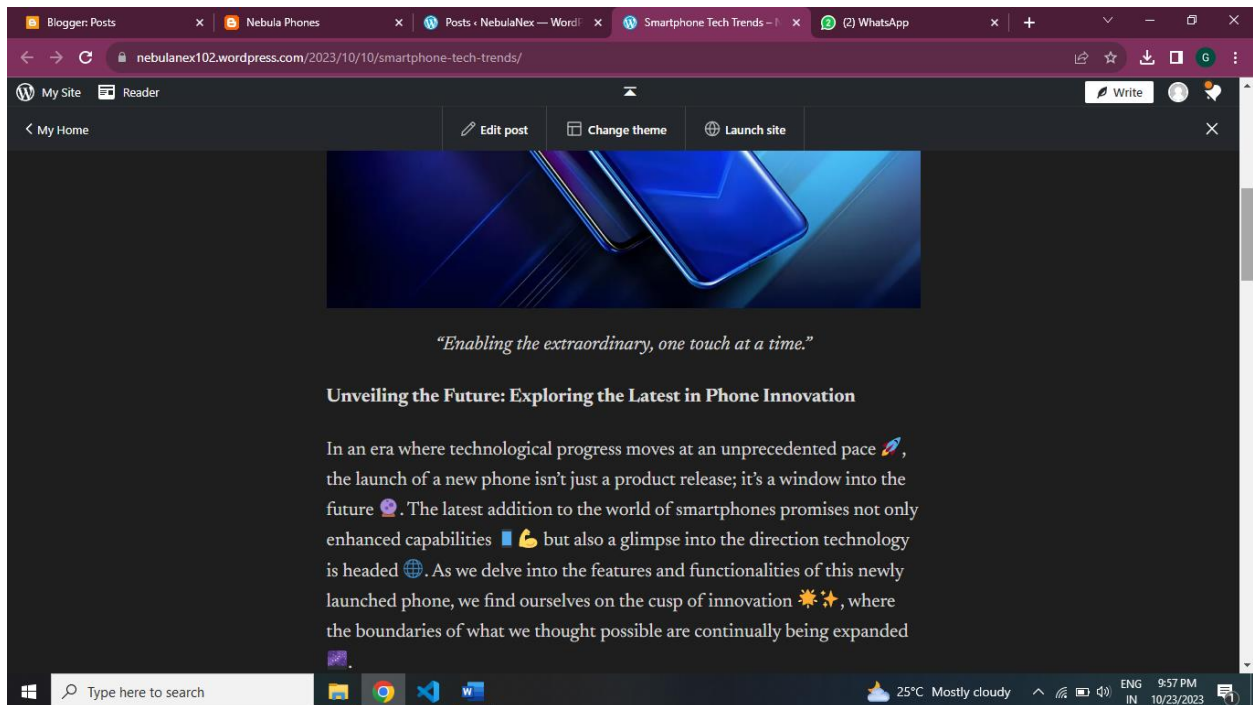 Blogger: Posts
Nebula Phones
Posts ‹ NebulaNex — WordP
Smartphone Tech Trends – N
(2) WhatsApp
nebulanex102.wordpress.com/2023/10/10/smartphone-tech-trends/
G
My Site
Reader
Write
My Home
Edit post
Change theme
Launch site
“Enabling the extraordinary, one touch at a time.”
Unveiling the Future: Exploring the Latest in Phone Innovation
In an era where technological progress moves at an unprecedented pace 🚀,
the launch of a new phone isn’t just a product release; it’s a window into the
future 🔮. The latest addition to the world of smartphones promises not only
enhanced capabilities 📱💪 but also a glimpse into the direction technology
is headed 🌐. As we delve into the features and functionalities of this newly
launched phone, we find ourselves on the cusp of innovation 🌟✨, where
the boundaries of what we thought possible are continually being expanded
🌌.
Type here to search
25°C Mostly cloudy
ENG
IN
9:57 PM
10/23/2023
1